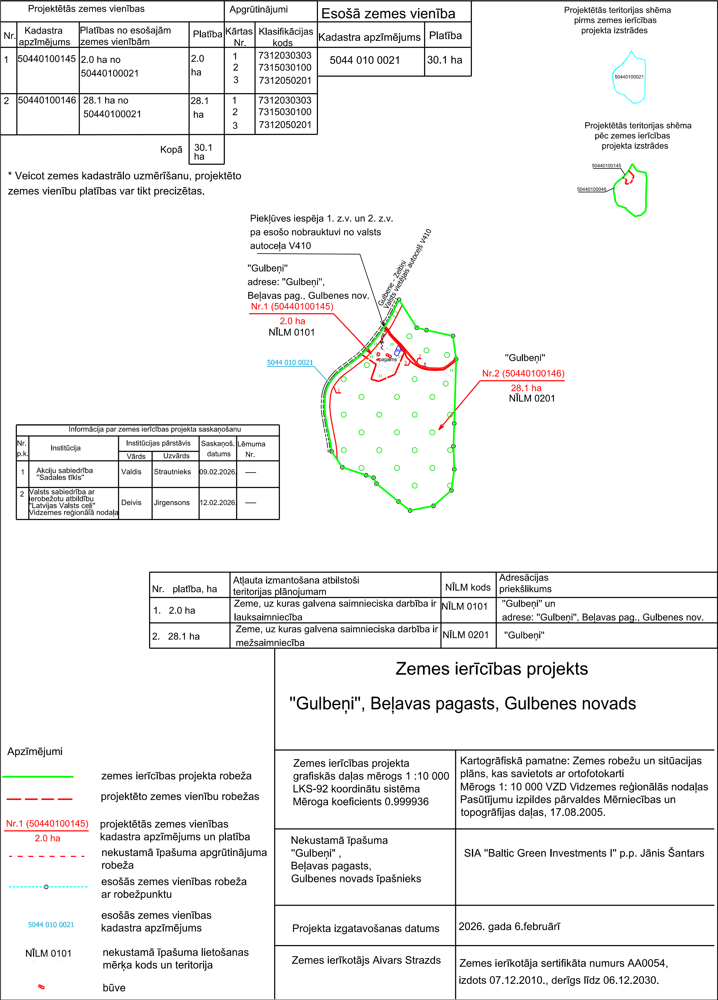 Projektētās zemes vienības
Apgrūtinājumi
Esošā zemes vienība
Nr.
Kadastra
apzīmējums
Platības no esošajām
zemes vienībām
Platība
Kārtas
Nr.
Klasifikācijas
kods
Kadastra apzīmējums
Platība
1
50440100145
2.0 ha no
50440100021
2.0
ha
1 7312030303
2 7315030100
3 7312050201
5044 010 0021
30.1 ha
2
50440100146
28.1 ha no
50440100021
28.1
ha
1 7312030303
2 7315030100
3 7312050201
Kopā
30.1
ha
* Veicot zemes kadastrālo uzmērīšanu, projektēto
zemes vienību platības var tikt precizētas.
Projektētās teritorijas shēma
pirms zemes ierīcības
projekta izstrādes
50440100021
Projektētās teritorijas shēma
pēc zemes ierīcības
projekta izstrādes
50440100145
50440100046
Piekļūves iespēja 1. z.v. un 2. z.v.
pa esošo nobrauktuvi no valsts
autoceļa V410
Gulbene - Zeltiņi
Valsts vietējais autoceļš V410
"Gulbeņi"
adrese: "Gulbeņi",
Beļavas pag., Gulbenes nov.
Nr.1 (50440100145)
2.0 ha
NĪLM 0101
5044 010 0021
pagalms
dīķis
5
2
3
5
1
"Gulbeņi"
Nr.2 (50440100146)
28.1 ha
NĪLM 0201
Informācija par zemes ierīcības projekta saskaņošanu
Nr.
p.k.
Institūcija
Institūcijas pārstāvis
Vārds
Uzvārds
Saskaņoš.
datums
Lēmuma
Nr.
1
Akciju sabiedrība
"Sadales tīkls"
Valdis
Strautnieks
09.02.2026.
—
2
Valsts sabiedrība ar
ierobežotu atbildību
"Latvijas Valsts ceļi"
Vidzemes reģionālā nodaļa
Deivis
Jirgensons
12.02.2026.
—
Nr. platība, ha
Atļauta izmantošana atbilstoši
teritorijas plānojumam
NĪLM kods
Adresācijas
priekšlikums
1. 2.0 ha
Zeme, uz kuras galvena saimnieciska darbība ir
lauksaimniecība
NĪLM 0101
"Gulbeņi" un
adrese: "Gulbeņi", Beļavas pag., Gulbenes nov.
2. 28.1 ha
Zeme, uz kuras galvena saimnieciska darbība ir
mežsaimniecība
NĪLM 0201
"Gulbeņi"
Zemes ierīcības projekts
"Gulbeņi", Beļavas pagasts, Gulbenes novads
Apzīmējumi
zemes ierīcības projekta robeža
projektēto zemes vienību robežas
Nr.1 (50440100145)
2.0 ha
projektētās zemes vienības
kadastra apzīmējums un platība
nekustamā īpašuma apgrūtinājuma
robeža
esošās zemes vienības robeža
ar robežpunktu
5044 010 0021
esošās zemes vienības
kadastra apzīmējums
NĪLM 0101
nekustamā īpašuma lietošanas
mērķa kods un teritorija
būve
Zemes ierīcības projekta
grafiskās daļas mērogs 1 :10 000
LKS-92 koordinātu sistēma
Mēroga koeficients 0.999936
Kartogrāfiskā pamatne: Zemes robežu un sitūacijas
plāns, kas savietots ar ortofotokarti
Mērogs 1: 10 000 VZD Vidzemes reģionālās nodaļas
Pasūtījumu izpildes pārvaldes Mērniecības un
topogrāfijas daļas, 17.08.2005.
Nekustamā īpašuma
"Gulbeņi" ,
Beļavas pagasts,
Gulbenes novads īpašnieks
SIA "Baltic Green Investments I" p.p. Jānis Šantars
Projekta izgatavošanas datums
2026. gada 6.februārī
Zemes ierīkotājs Aivars Strazds
Zemes ierīkotāja sertifikāta numurs AA0054,
izdots 07.12.2010., derīgs līdz 06.12.2030.